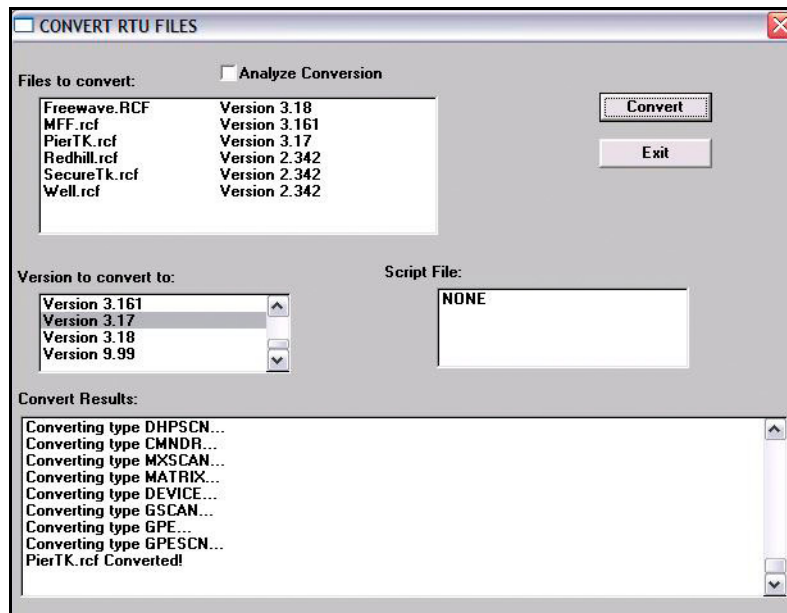 CONVERT RTU FILES
Files to convert:
Analyze Conversion
Freewave.RCF Version 3.18
MFF.rcf Version 3.161
PierTK.rcf Version 3.17
Redhill.rcf Version 2.342
SecureTk.rcf Version 2.342
Well.rcf Version 2.342
Convert
Exit
Version to convert to:
Version 3.161
Version 3.17
Version 3.18
Version 9.99
Script File:
NONE
Convert Results:
Converting type DHPSCN...
Converting type CMNDR...
Converting type MXSCAN...
Converting type MATRIX...
Converting type DEVICE...
Converting type GSCAN...
Converting type GPE...
Converting type GPESCN...
PierTK.rcf Converted!